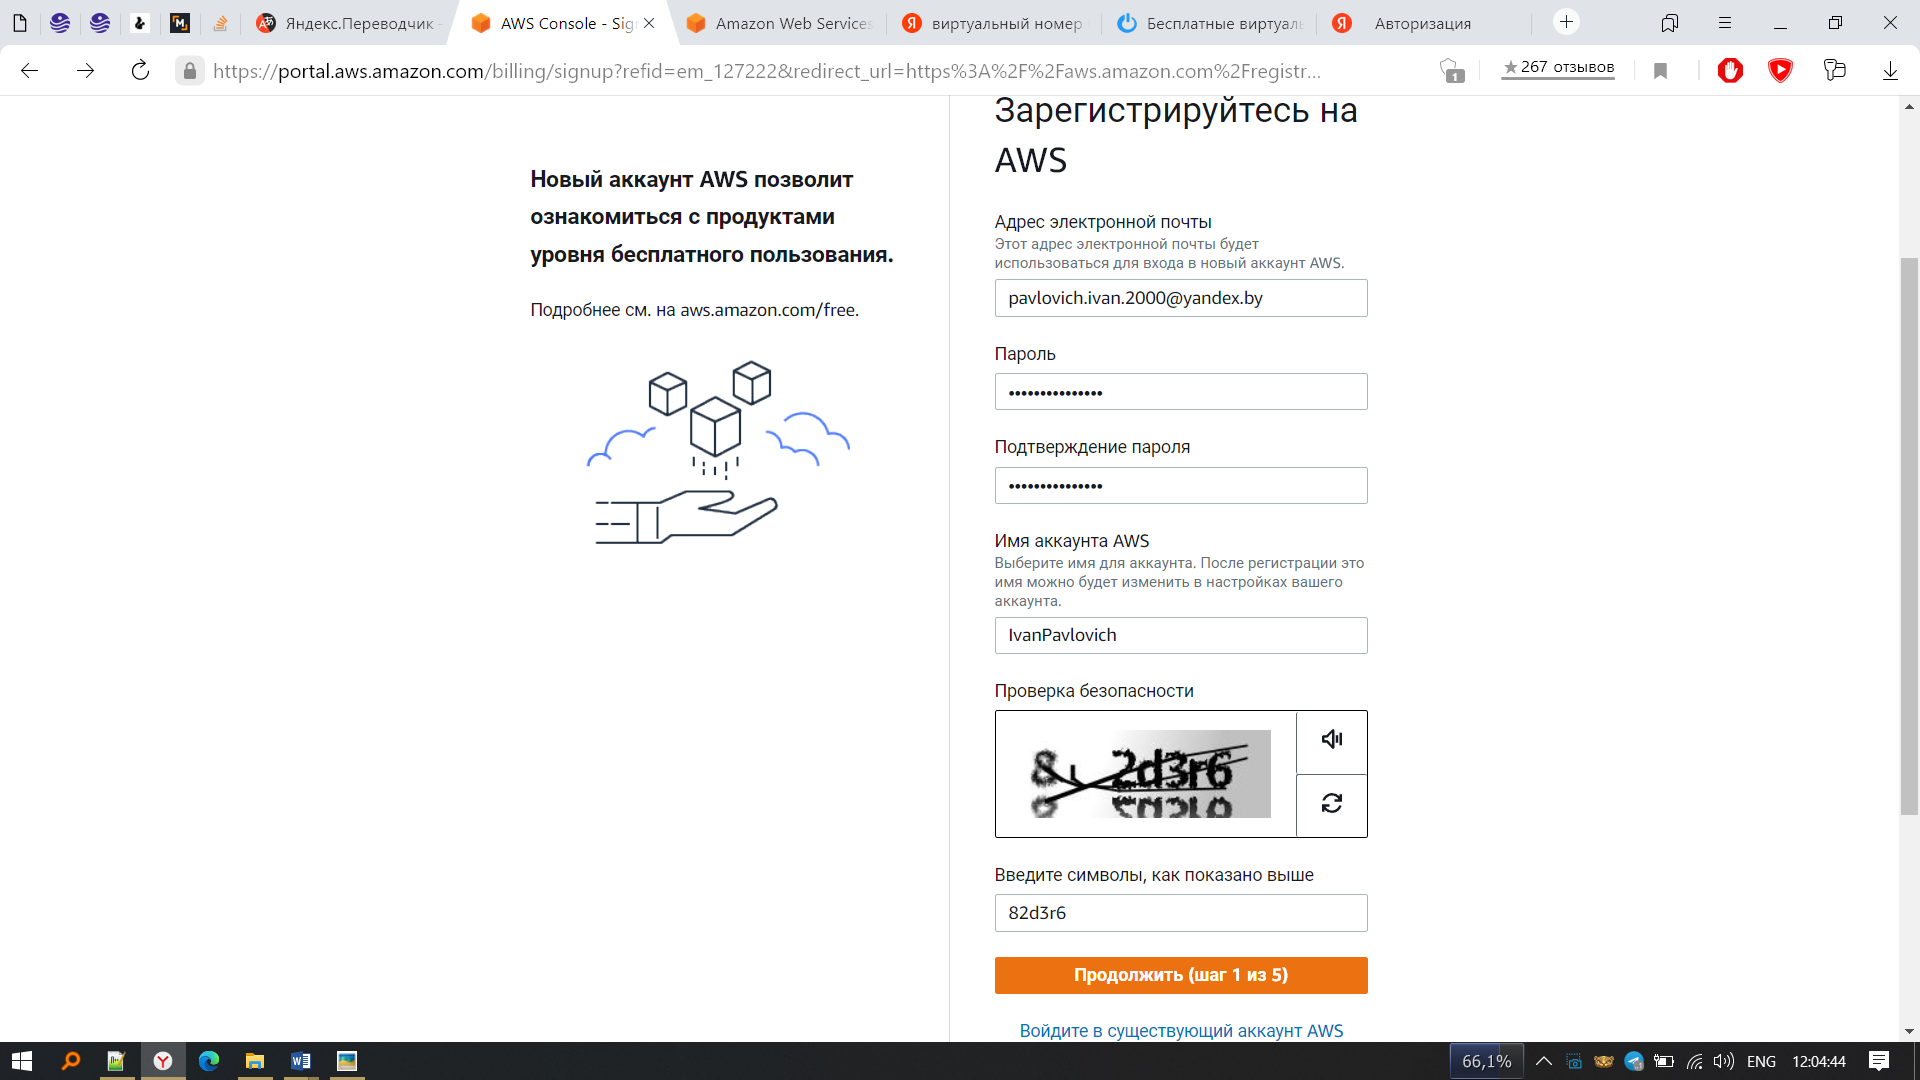 Яндекс.Переводчик
AWS Console - Sig
Amazon Web Services
виртуальный номер
Бесплатные виртуаль
Авторизация
https://portal.aws.amazon.com/billing/signup?refid=em_127222&redirect_url=https%3A%2F%2Faws.amazon.com%2Fregistr...
1
★267 отзывов
Новый аккаунт AWS позволит
ознакомиться с продуктами
уровня бесплатного пользования.
Подробнее см. на aws.amazon.com/free.
Зарегистрируйтесь на
AWS
Адрес электронной почты
Этот адрес электронной почты будет
использоваться для входа в новый аккаунт AWS.
pavlovich.ivan.2000@yandex.by
Пароль
•••••••••••••••
Подтверждение пароля
•••••••••••••••
Имя аккаунта AWS
Выберите имя для аккаунта. После регистрации это
имя можно будет изменить в настройках вашего
аккаунта.
IvanPavlovich
Проверка безопасности
Введите символы, как показано выше
82d3r6
Продолжить (шаг 1 из 5)
Войдите в существующий аккаунт AWS
66,1%
ENG
12:04:44